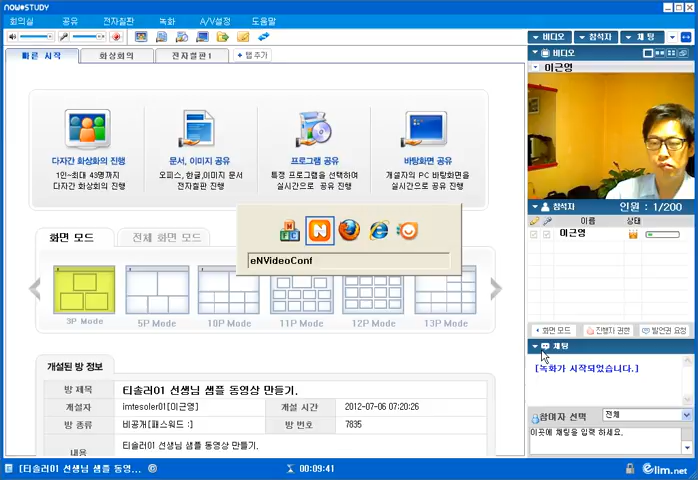 NOW★STUDY
회의실 공유 전자칠판 녹화 A/V설정 도움말
비디오 참석자 채팅
빠른 시작 화상회의 전자칠판1 + 탭추가
비디오
이근영
다자간 화상회의 진행 문서, 이미지 공유 프로그램 공유 바탕화면 공유
1인~최대 43명까지 오피스, 한글,이미지 문서 특정 프로그램을 선택하여 개설자의 PC 바탕화면을
다자간 화상회의 진행 전자칠판 진행 실시간으로 공유 진행 실시간으로 공유 진행
참석자 인원 : 1/200
이름 상태
이근영
화면 모드 전체 화면 모드
eNVideoConf
3P Mode 5P Mode 10P Mode 11P Mode 12P Mode 13P Mode
화면 모드 진행자 권한 발언권 요청
채팅
[녹화가 시작되었습니다.]
개설된 방 정보
방 제목 티솔러01 선생님 샘플 동영상 만들기.
개설자 imtesoler01[이근영] 개설 시간 2012-07-06 07:20:26
방 종류 비공개[패스워드 :] 방 번호 7835
내용 티솔러01 선생님 샘플 동영상 만들기.
참여자 선택 전체
이곳에 채팅을 입력 하세요.
[티솔러01 선생님 샘플 동영... 00:09:41 elim.net